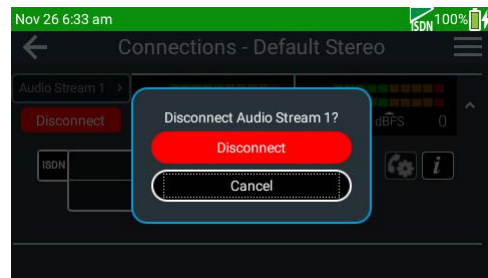 Nov 26 6:33 am
ISDN 100%
Connections - Default Stereo
Audio Stream 1 >
Disconnect
dBFS 0
ISDN
i
Disconnect Audio Stream 1?
Disconnect
Cancel